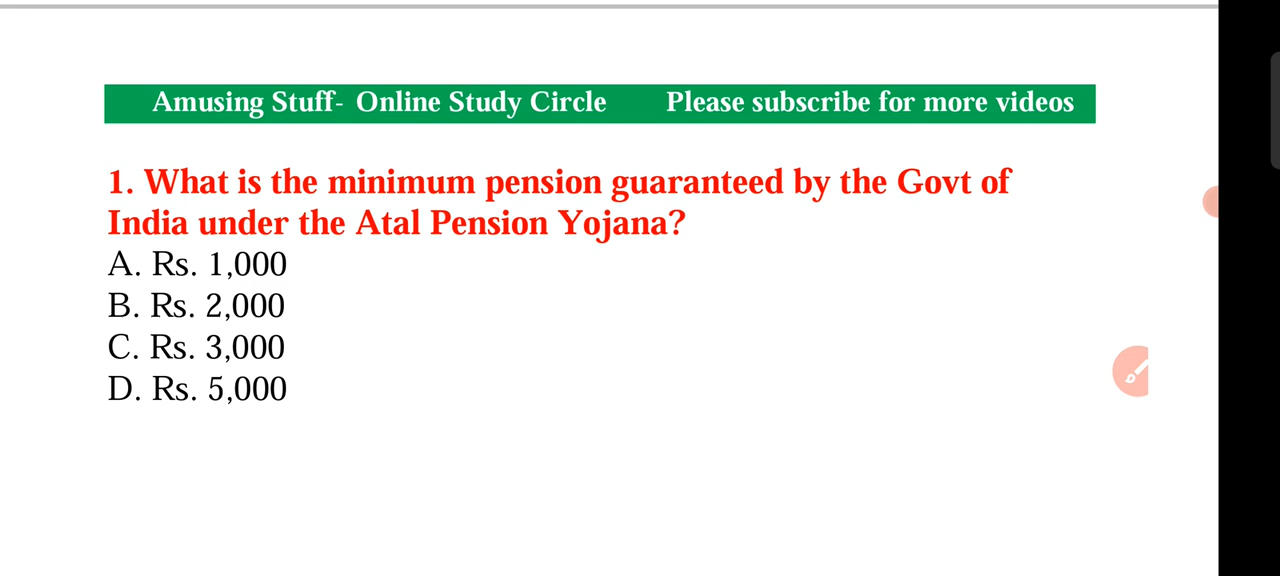 Amusing Stuff- Online Study Circle Please subscribe for more videos
1. What is the minimum pension guaranteed by the Govt of
India under the Atal Pension Yojana?
A. Rs. 1,000
B. Rs. 2,000
C. Rs. 3,000
D. Rs. 5,000